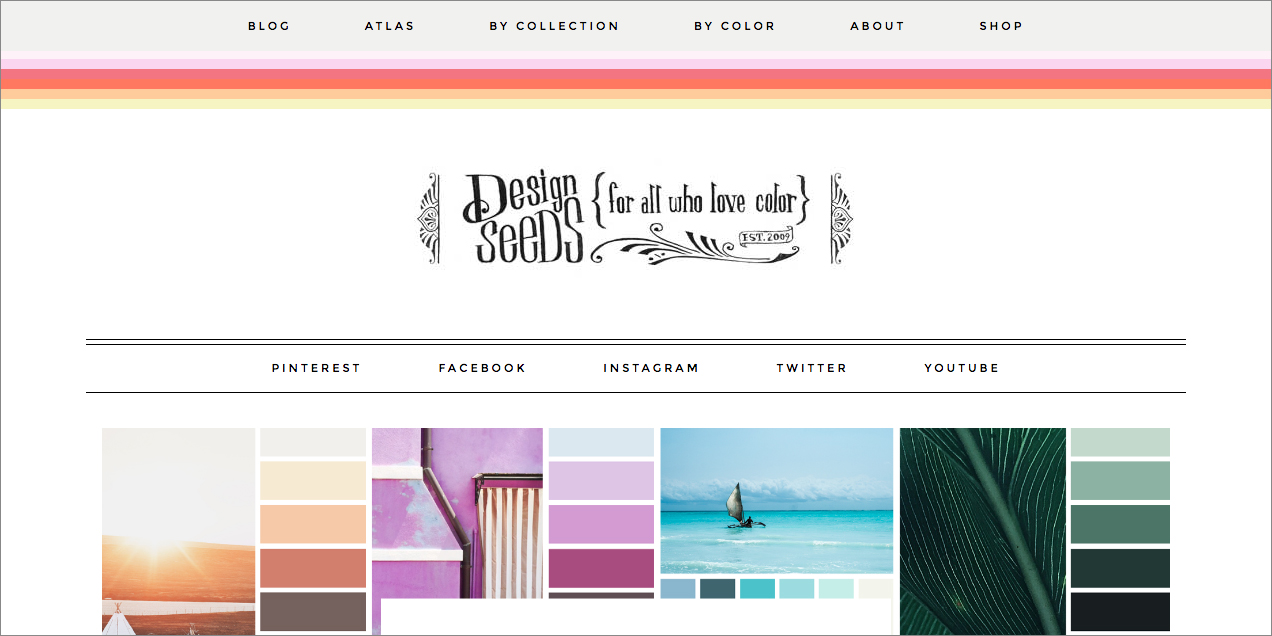 BLOG ATLAS BY COLLECTION BY COLOR ABOUT SHOP
Design {for all who love color}
SeeDS EST. 2009
PINTEREST FACEBOOK INSTAGRAM TWITTER YOUTUBE